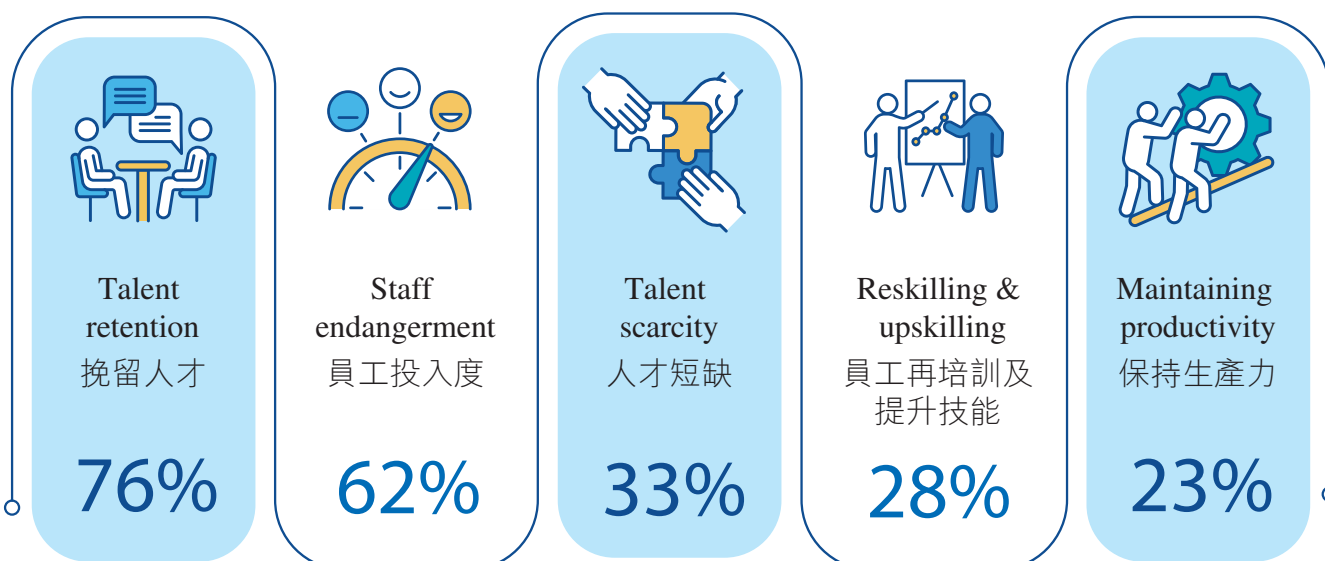 Talent
retention
挽留人才
76%
Staff
endangerment
員工投入度
62%
Talent
scarcity
人才短缺
33%
Reskilling &
upskilling
員工再培訓及
提升技能
28%
Maintaining
productivity
保持生產力
23%